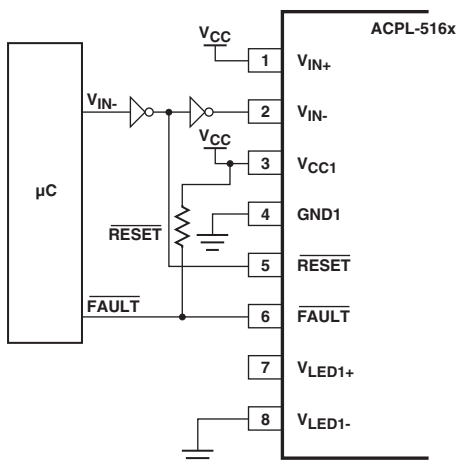 ACPL-516x
VCC
1 VIN+
VIN-
2 VIN-
VCC
3 VCC1
µC
4 GND1
RESET
5 RESET
FAULT
6 FAULT
7 VLED1+
8 VLED1-